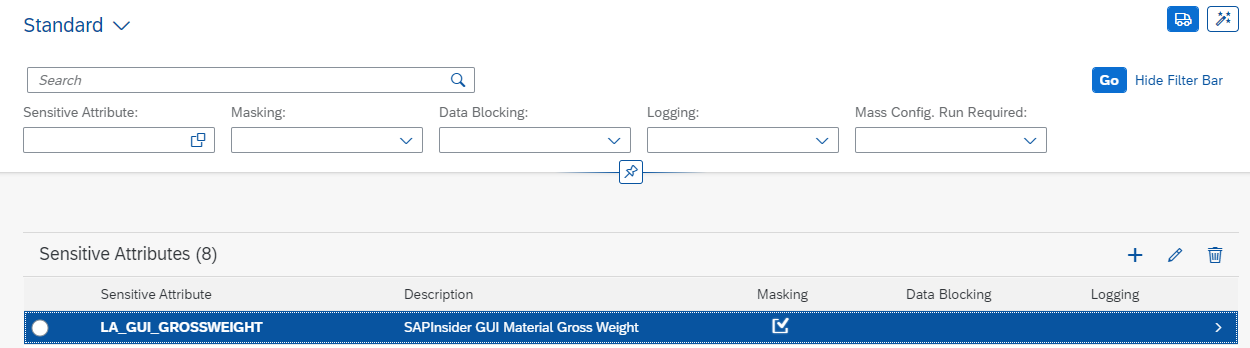 Standard
Search
Go Hide Filter Bar
Sensitive Attribute: Masking: Data Blocking: Logging: Mass Config. Run Required:
Sensitive Attributes (8)
Sensitive Attribute Description Masking Data Blocking Logging
LA_GUI_GROSSWEIGHT SAPInsider GUI Material Gross Weight